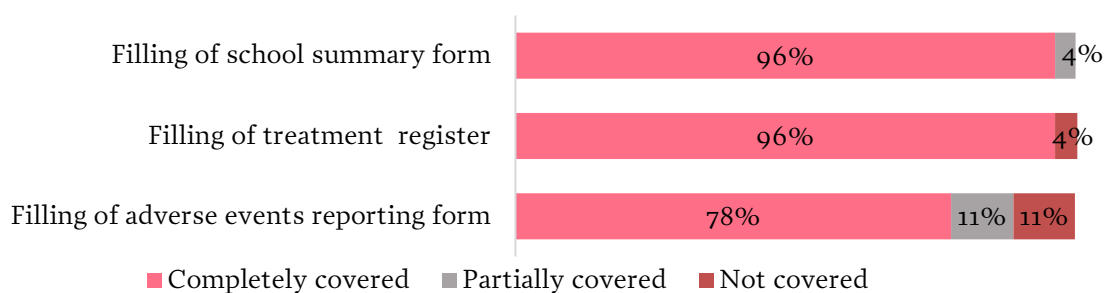 Filling of school summary form 96% 4%
Filling of treatment register 96% 4%
Filling of adverse events reporting form 78% 11% 11%
Completely covered Partially covered Not covered